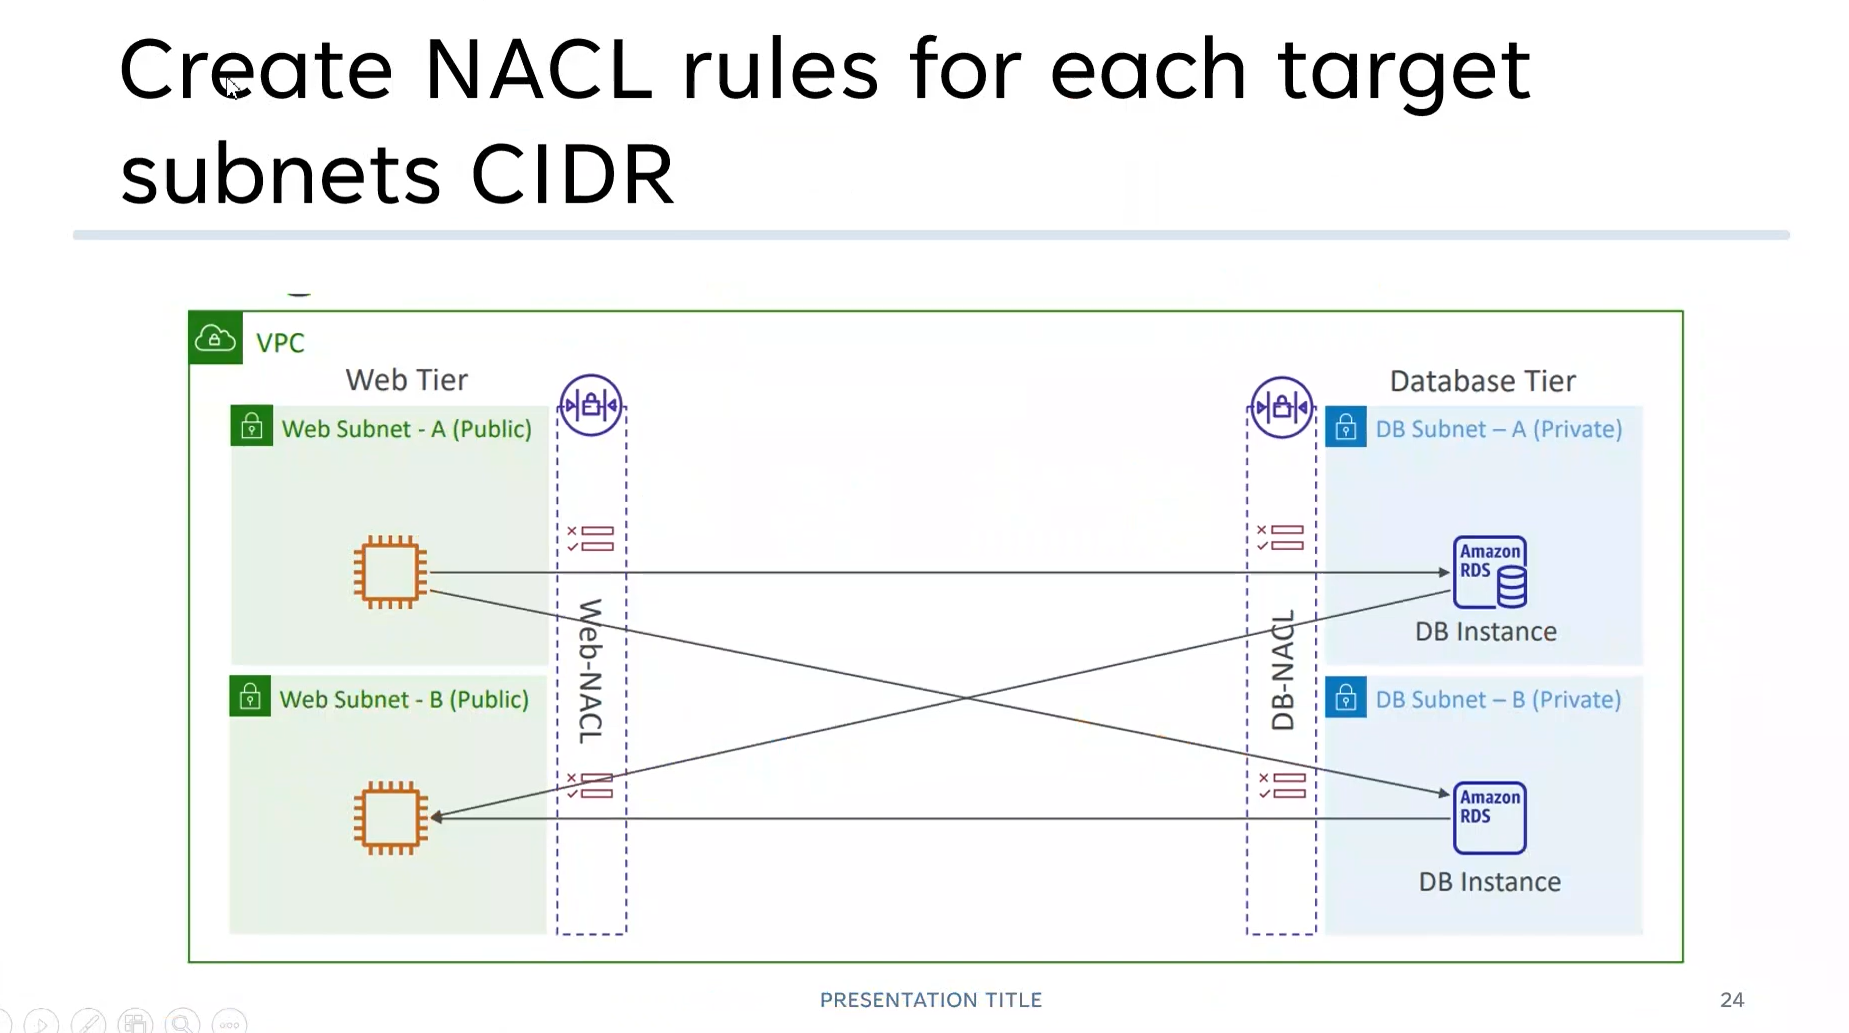 Create NACL rules for each target
subnets CIDR
VPC
Web Tier
Database Tier
Web Subnet - A (Public)
DB Subnet – A (Private)
Amazon
RDS
DB Instance
Web-NACL
DB-NACL
Web Subnet - B (Public)
DB Subnet – B (Private)
Amazon
RDS
DB Instance
PRESENTATION TITLE
24